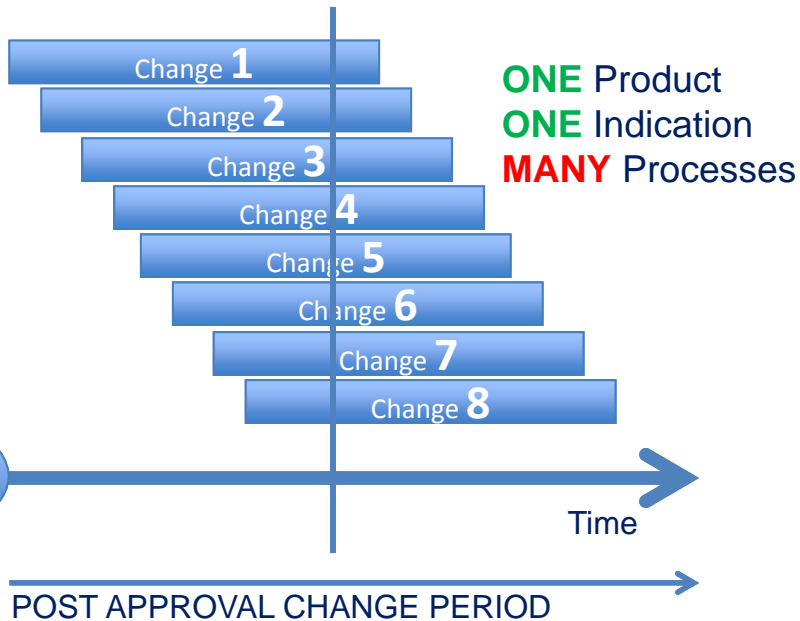 Change 1
Change 2
Change 3
Change 4
Change 5
Change 6
Change 7
Change 8
ONE Product
ONE Indication
MANY Processes
Time
POST APPROVAL CHANGE PERIOD